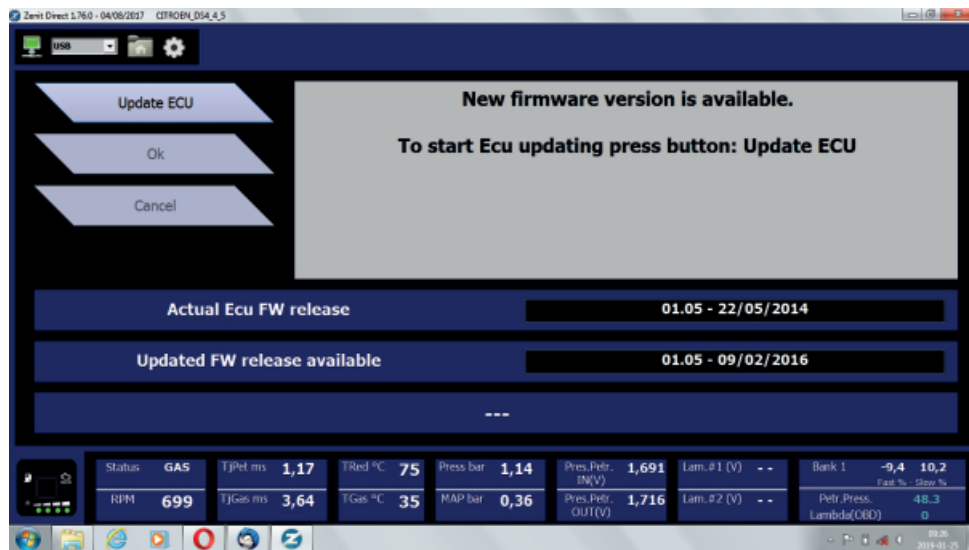 Zenit Direct 1.76.0 - 04/08/2017 CITROEN_DS4_4_5
USB
Update ECU
Ok
Cancel
New firmware version is available.
To start Ecu updating press button: Update ECU
Actual Ecu FW release
01.05 - 22/05/2014
Updated FW release available
01.05 - 09/02/2016
---
Status GAS
RPM 699
TjPet ms 1,17
TjGas ms 3,64
TRed °C 75
TGas °C 35
Press bar 1,14
MAP bar 0,36
Pres.Petr. IN(V) 1,691
Pres.Petr. OUT(V) 1,716
Lam.#1 (V) - -
Lam.#2 (V) - -
Bank 1 -9,4 10,2
Fast % - Slow %
Petr.Press. 48.3
Lambda(OBD) 0
09:26
2019-01-25